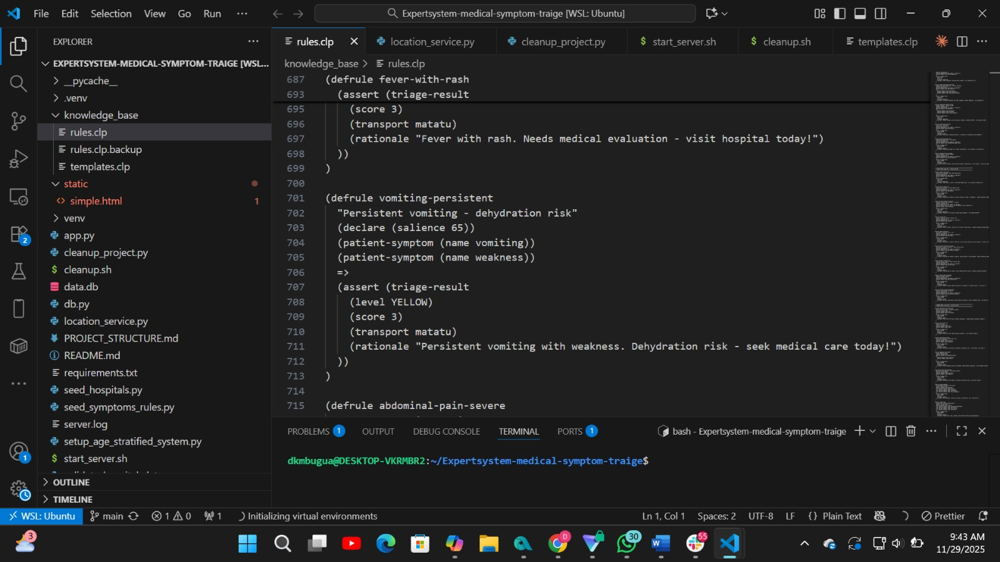 File Edit Selection View Go Run
Expertsystem-medical-symptom-traige [WSL: Ubuntu]
EXPLORER
rules.clp
location_service.py
cleanup_project.py
$ start_server.sh
$ cleanup.sh
templates.clp
EXPERTSYSTEM-MEDICAL-SYMPTOM-TRAIGE [WSL...
__pycache__
.venv
knowledge_base
rules.clp
rules.clp.backup
templates.clp
static
simple.html 1
venv
app.py
cleanup_project.py
$ cleanup.sh
data.db
db.py
location_service.py
PROJECT_STRUCTURE.md
README.md
requirements.txt
seed_hospitals.py
seed_symptoms_rules.py
server.log
setup_age_stratified_system.py
$ start_server.sh
OUTLINE
TIMELINE
2
1
knowledge_base > rules.clp
687 (defrule fever-with-rash
693 (assert (triage-result
695 (score 3)
696 (transport matatu)
697 (rationale "Fever with rash. Needs medical evaluation - visit hospital today!")
698 ))
699 )
700
701 (defrule vomiting-persistent
702 "Persistent vomiting - dehydration risk"
703 (declare (salience 65))
704 (patient-symptom (name vomiting))
705 (patient-symptom (name weakness))
706 =>
707 (assert (triage-result
708 (level YELLOW)
709 (score 3)
710 (transport matatu)
711 (rationale "Persistent vomiting with weakness. Dehydration risk - seek medical care today!")
712 ))
713 )
714
715 (defrule abdominal-pain-severe
PROBLEMS 1 OUTPUT DEBUG CONSOLE TERMINAL PORTS 1
bash - Expertsystem-medical-symptom-traige
dkmbugua@DESKTOP-VKRMBR2:~/Expertsystem-medical-symptom-traige$
WSL: Ubuntu main 1 0 1 Initializing virtual environments
Ln 1, Col 1 Spaces: 2 UTF-8 LF {} Plain Text Prettier
3
D
30
55
9:43 AM
11/29/2025